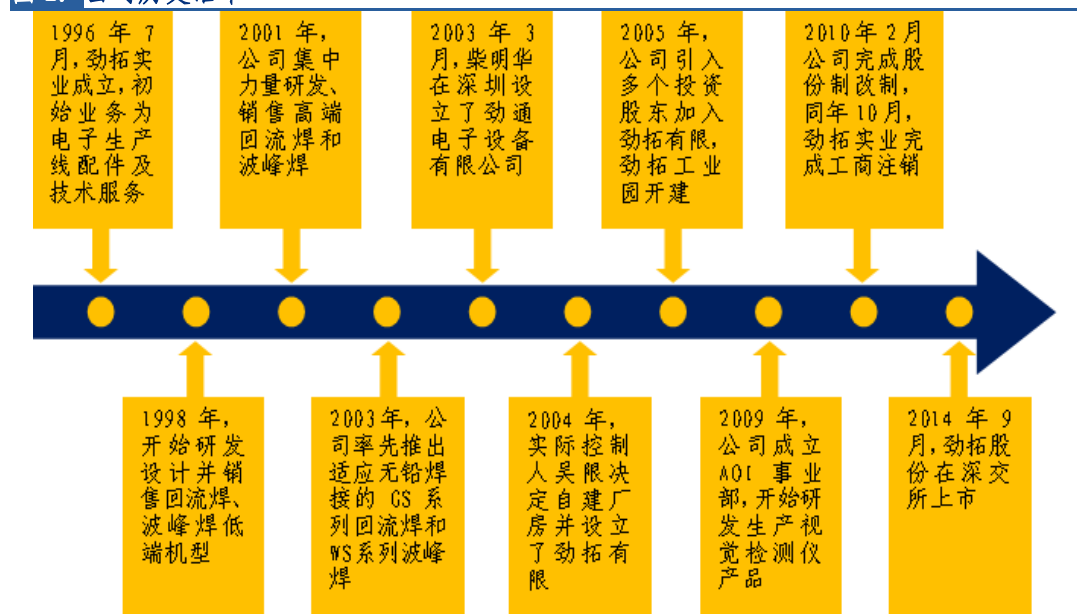 1996 年 7
月,劲拓实
业成立,初
始业务为
电子生产
线配件及
技术服务
2001 年,
公司集中
力量研发、
销售高端
回流焊和
波峰焊
2003 年 3
月,柴明华
在深圳设
立了劲通
电子设备
有限公司
2005 年,
公司引入
多个投资
股东加入
劲拓有限,
劲拓工业
园开建
2010 年 2 月
公司完成股
份制改制,
同年 10 月,
劲拓实业完
成工商注销
1998 年,
开始研发
设计并销
售回流焊、
波峰焊低
端机型
2003 年, 公
司率先推出
适应无铅焊
接的 GS 系
列回流焊和
WS系列波峰
焊
2004 年,
实际控制
人吴限决
定自建厂
房并设立
了劲拓有
限
2009 年,
公司成立
AOI 事业
部,开始研
发生产视
觉检测仪
产品
2014 年 9
月,劲拓股
份在深交
所上市